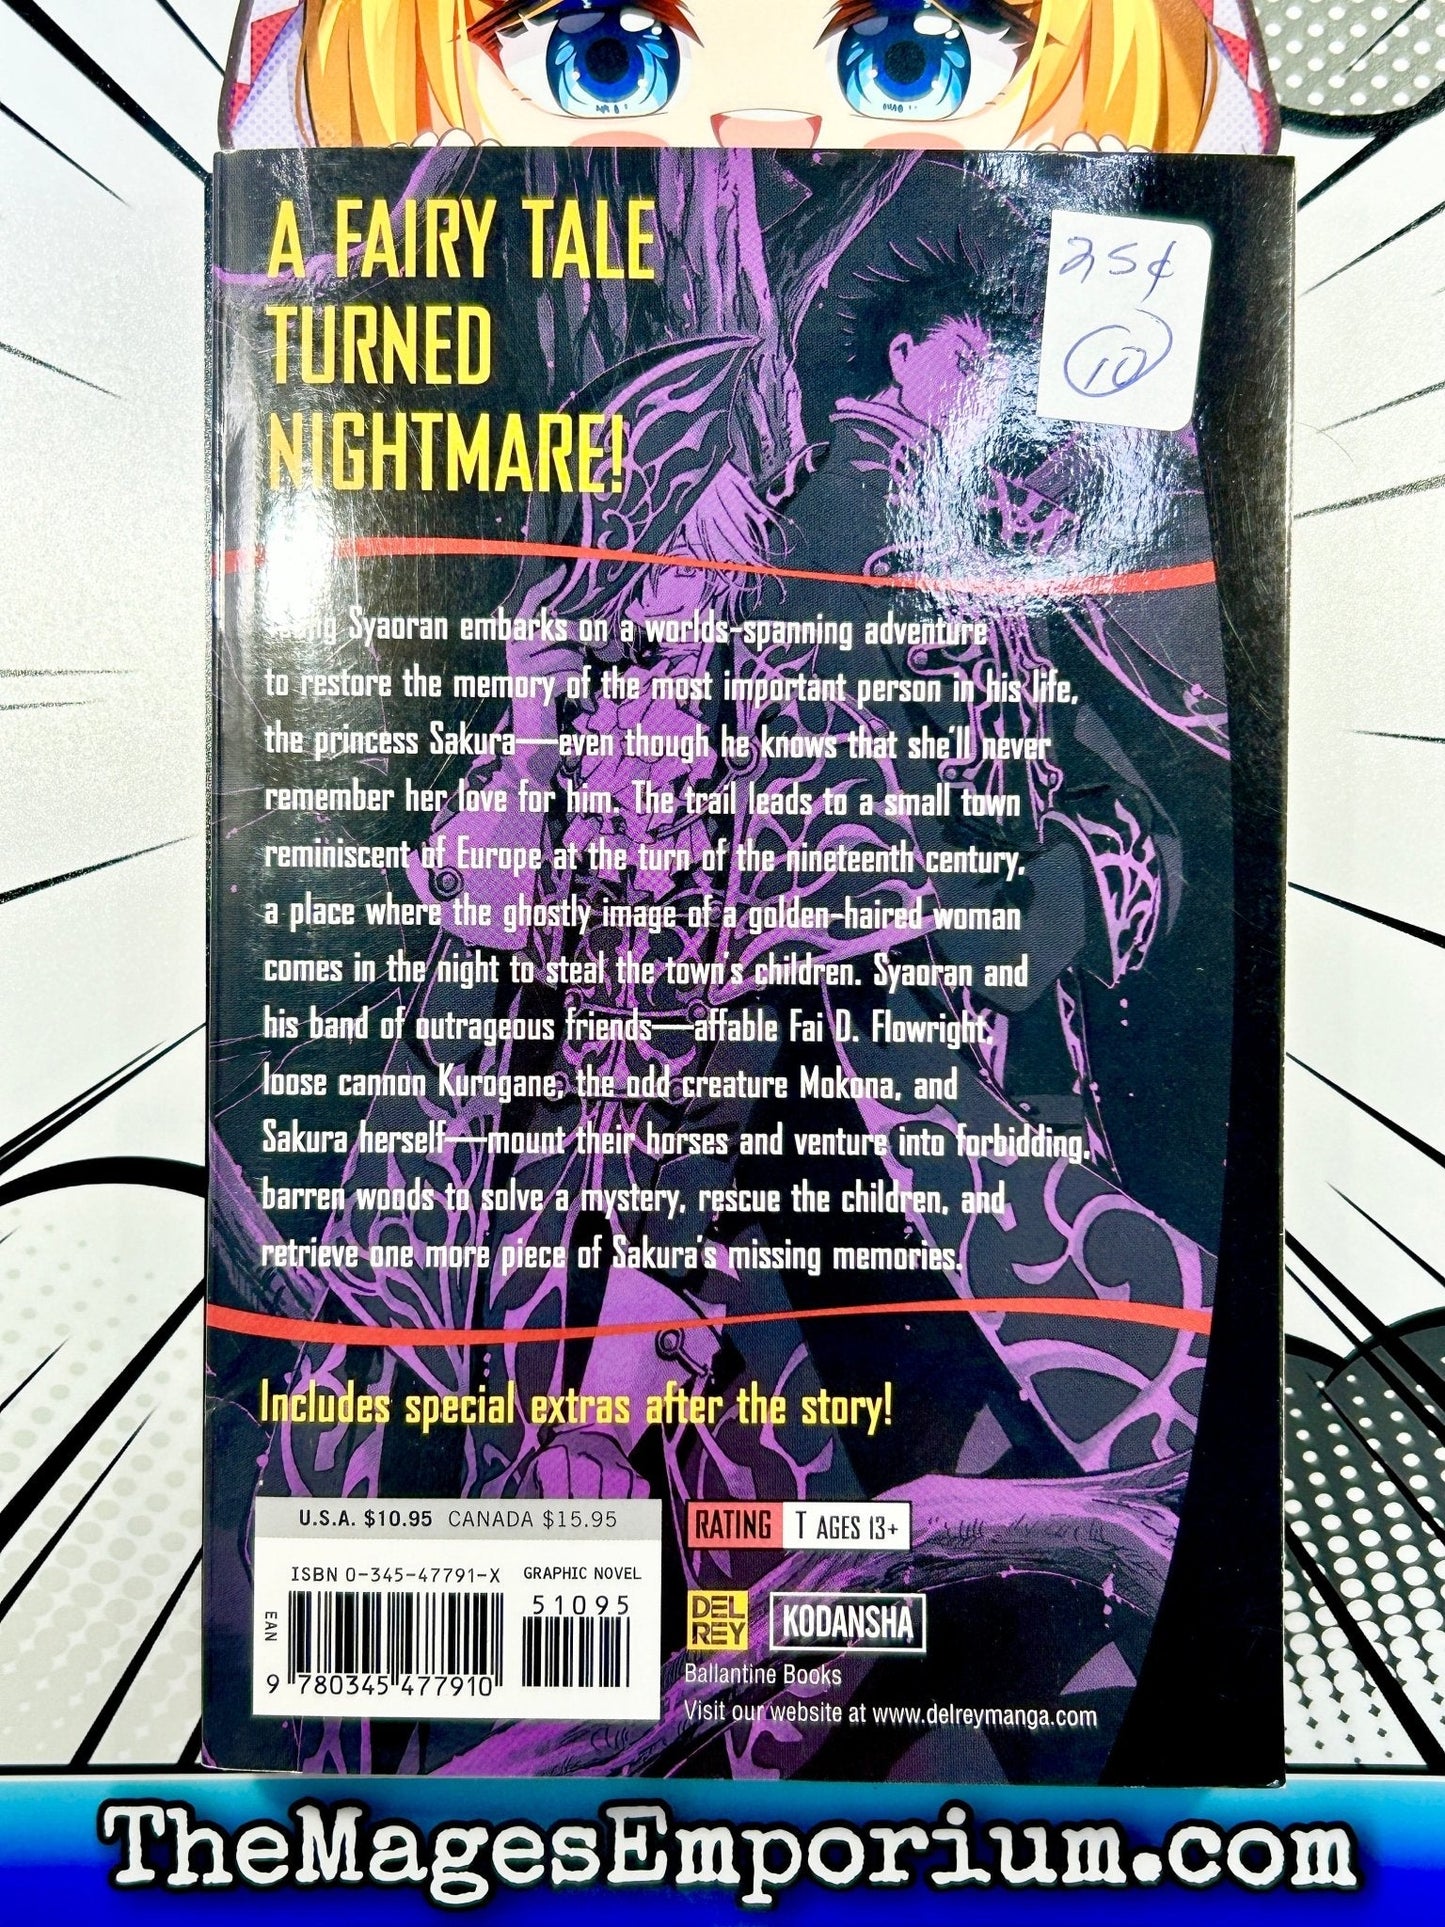 A FAIRY TALE
TURNED
NIGHTMARE!
25¢
10
Syaoran embarks on a worlds-spanning adventure
to restore the memory of the most important person in his life,
the princess Sakura—even though he knows that she'll never
remember her love for him. The trail leads to a small town
reminiscent of Europe at the turn of the nineteenth century,
a place where the ghostly image of a golden-haired woman
comes in the night to steal the town's children. Syaoran and
his band of outrageous friends—affable Fai D. Flowright,
loose cannon Kurogane, the odd creature Mokona, and
Sakura herself—mount their horses and venture into forbidding,
barren woods to solve a mystery, rescue the children, and
retrieve one more piece of Sakura's missing memories.
Includes special extras after the story!
U.S.A. $10.95 CANADA $15.95
ISBN 0-345-47791-X GRAPHIC NOVEL
51095
EAN
9 780345 477910
RATING T AGES 13+
DEL
REY
KODANSHA
Ballantine Books
Visit our website at www.delreymanga.com
TheMagesEmporium.com